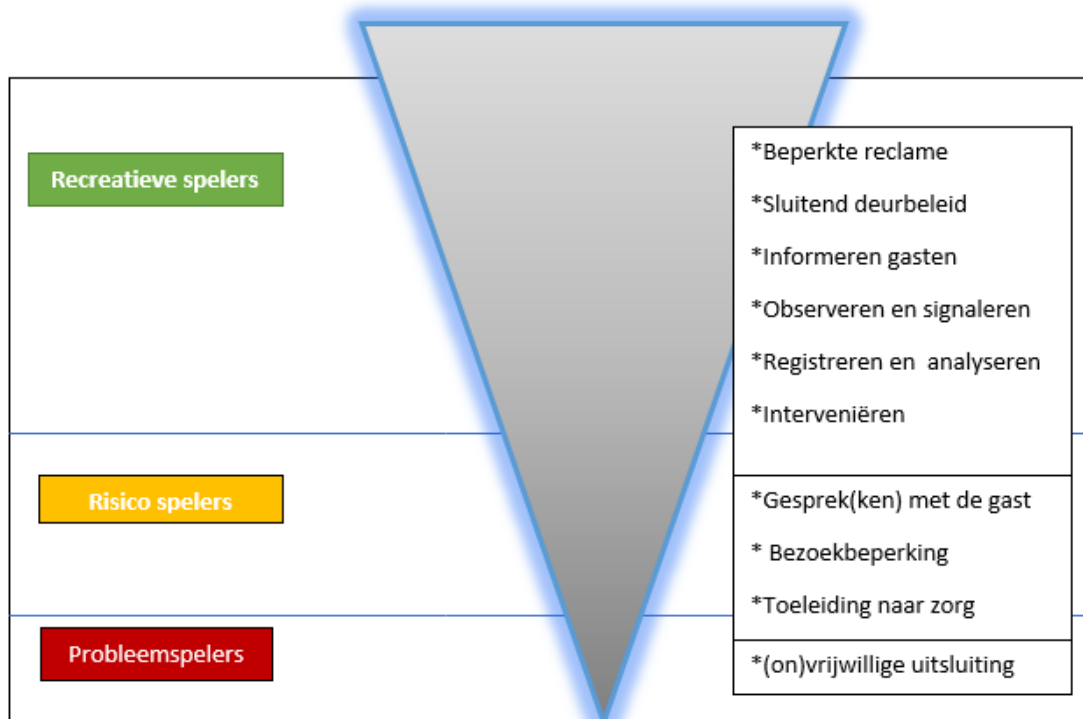 Recreatieve spelers
*Beperkte reclame
*Sluitend deurbeleid
*Informeren gasten
*Observeren en signaleren
*Registreren en  analyseren
*Interveniëren
Risico spelers
*Gesprek(ken) met de gast
* Bezoekbeperking
*Toeleiding naar zorg
Probleemspelers
*(on)vrijwillige uitsluiting